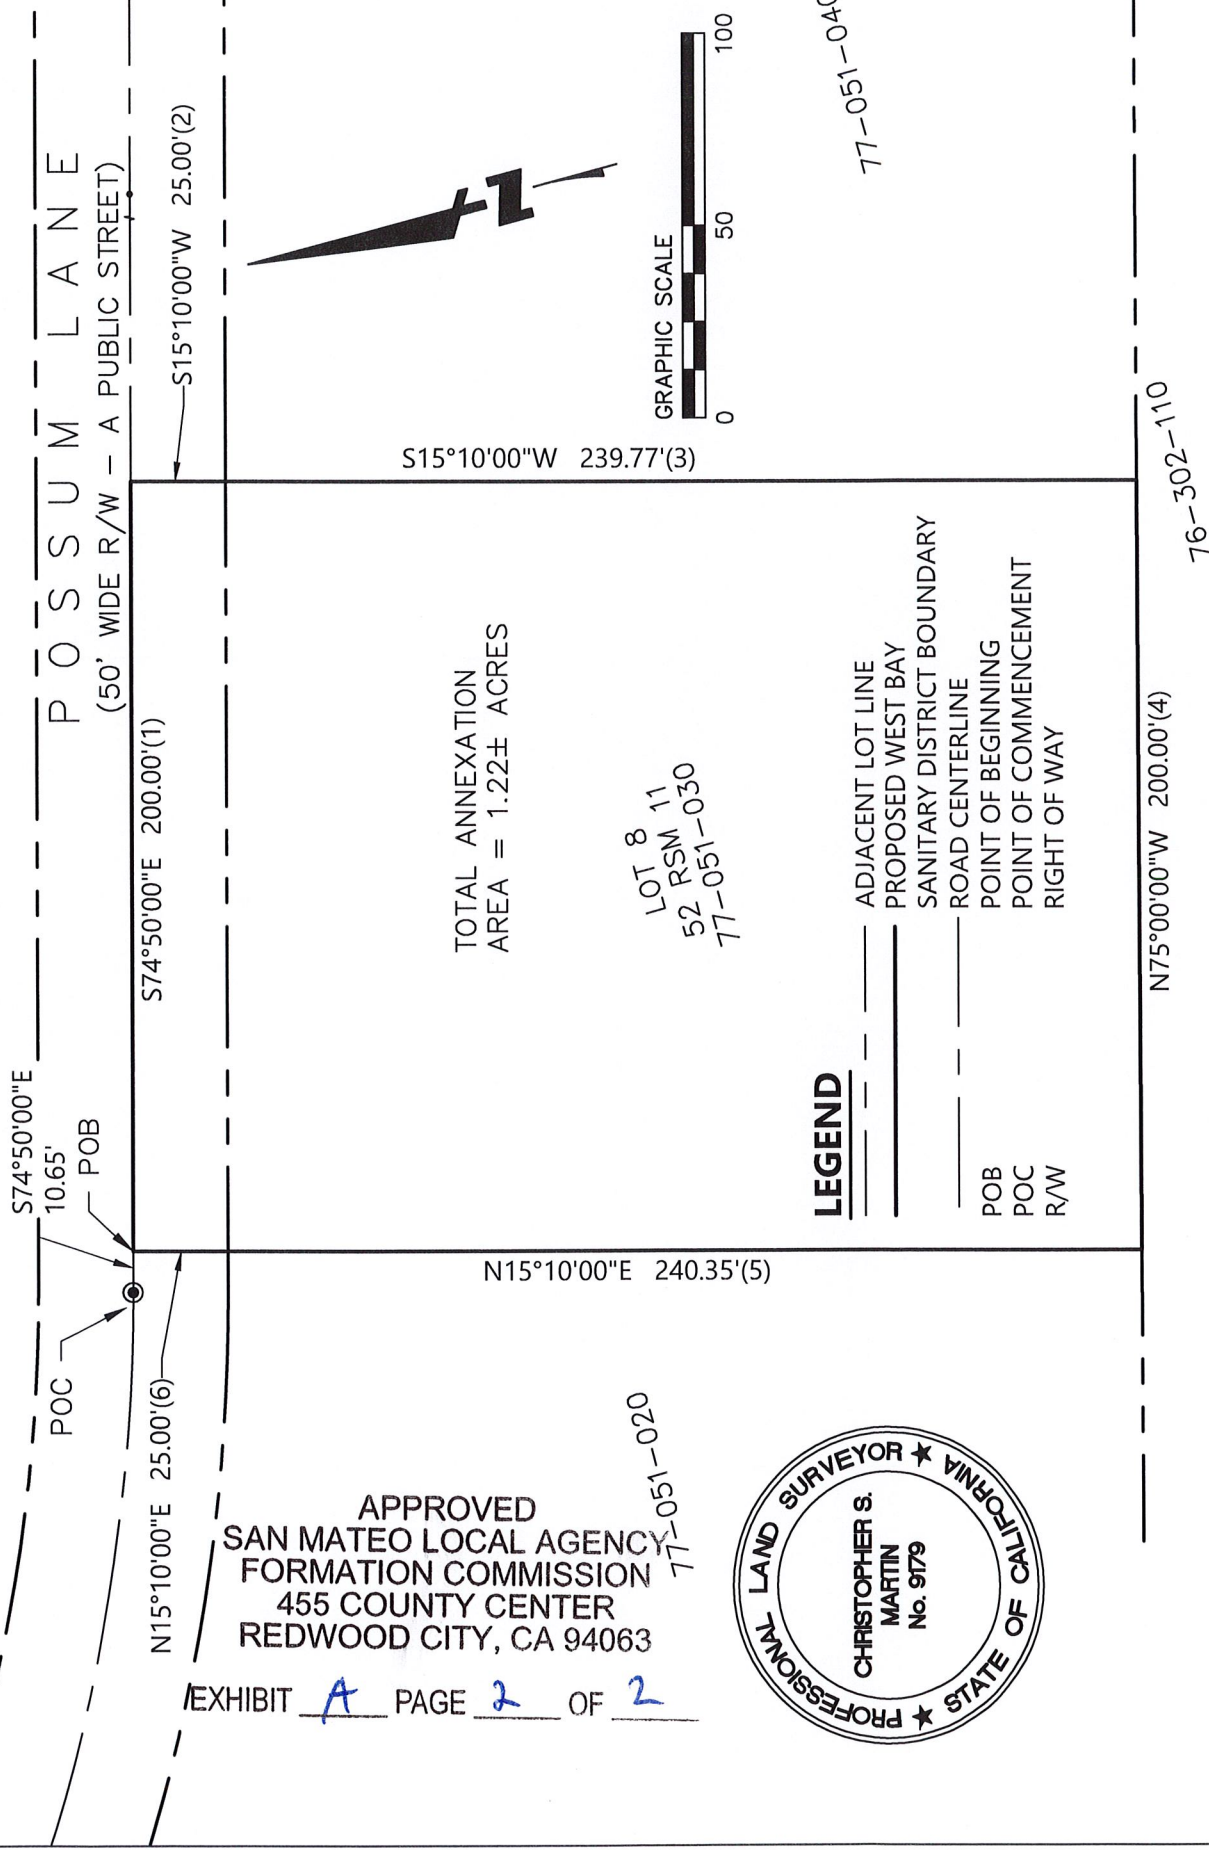 S74°50'00"E
10.65'
POB
POC
P O S S U M L A N E
(50' WIDE R/W – A PUBLIC STREET)
S74°50'00"E 200.00'(1)
S15°10'00"W 25.00'(2)
S15°10'00"W 239.77'(3)
N75°00'00"W 200.00'(4)
N15°10'00"E 240.35'(5)
N15°10'00"E 25.00'(6)
TOTAL ANNEXATION
AREA = 1.22± ACRES
LOT 8
52 RSM 11
77–051–030
77–051–020
76–302–110
N
GRAPHIC SCALE
0 50 100
LEGEND
ADJACENT LOT LINE
PROPOSED WEST BAY
SANITARY DISTRICT BOUNDARY
ROAD CENTERLINE
POB POINT OF BEGINNING
POC POINT OF COMMENCEMENT
R/W RIGHT OF WAY
APPROVED
SAN MATEO LOCAL AGENCY
FORMATION COMMISSION
455 COUNTY CENTER
REDWOOD CITY, CA 94063
EXHIBIT A PAGE 2 OF 2
PROFESSIONAL LAND SURVEYOR
STATE OF CALIFORNIA
CHRISTOPHER S.
MARTIN
No. 9179